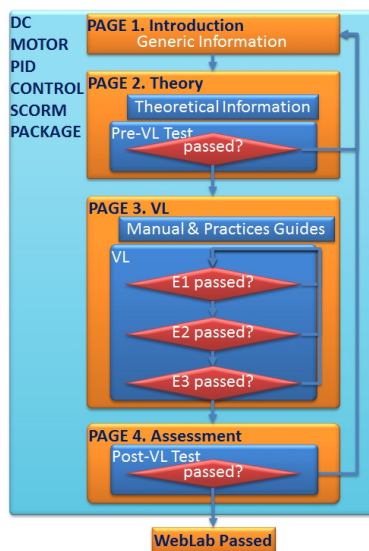 DC
MOTOR
PID
CONTROL
SCORM
PACKAGE
PAGE 1. Introduction
Generic Information
PAGE 2. Theory
Theoretical Information
Pre-VL Test
passed?
PAGE 3. VL
Manual & Practices Guides
VL
E1 passed?
E2 passed?
E3 passed?
PAGE 4. Assessment
Post-VL Test
passed?
WebLab Passed